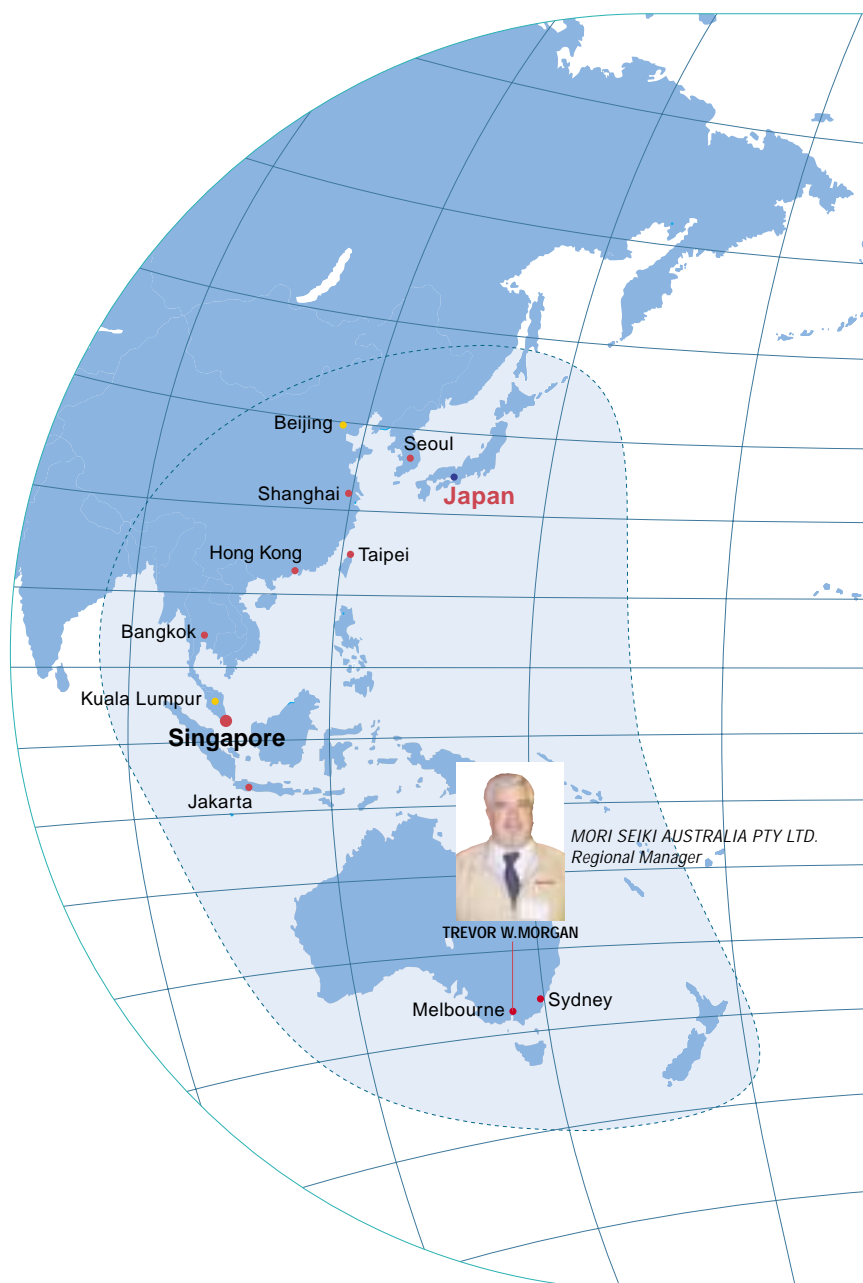 Beijing
Seoul
Japan
Shanghai
Hong Kong
Taipei
Bangkok
Kuala Lumpur
Singapore
Jakarta
MORI SEIKI AUSTRALIA PTY LTD.
Regional Manager
TREVOR W.MORGAN
Melbourne
Sydney